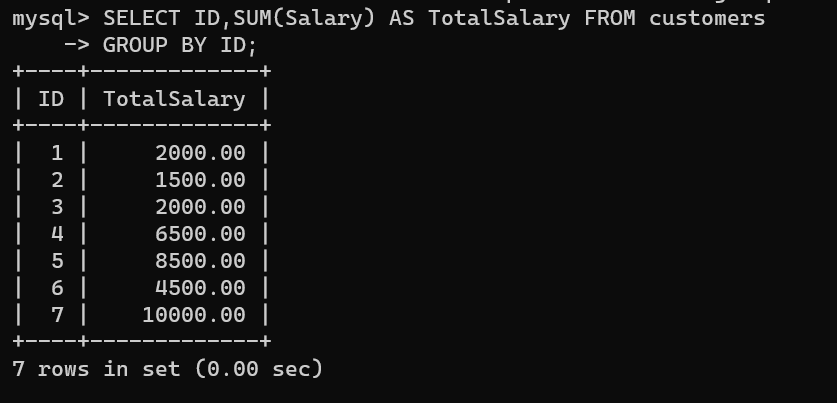 mysql> SELECT ID,SUM(Salary) AS TotalSalary FROM customers
    -> GROUP BY ID;
+----+-------------+
| ID | TotalSalary |
+----+-------------+
|  1 |     2000.00 |
|  2 |     1500.00 |
|  3 |     2000.00 |
|  4 |     6500.00 |
|  5 |     8500.00 |
|  6 |     4500.00 |
|  7 |    10000.00 |
+----+-------------+
7 rows in set (0.00 sec)